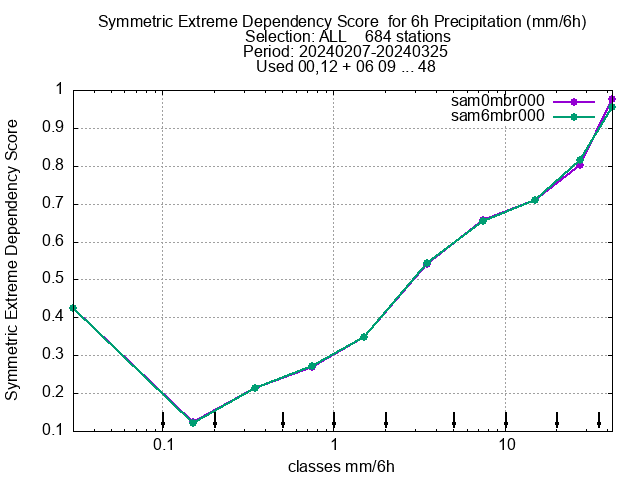 Symmetric Extreme Dependency Score  for 6h Precipitation (mm/6h)
Selection: ALL    684 stations
Period: 20240207-20240325
Used 00,12 + 06 09 ... 48
sam0mbr000
sam6mbr000
1
0.9
0.8
0.7
0.6
0.5
0.4
0.3
0.2
0.1
Symmetric Extreme Dependency Score
0.1 1 10
classes mm/6h